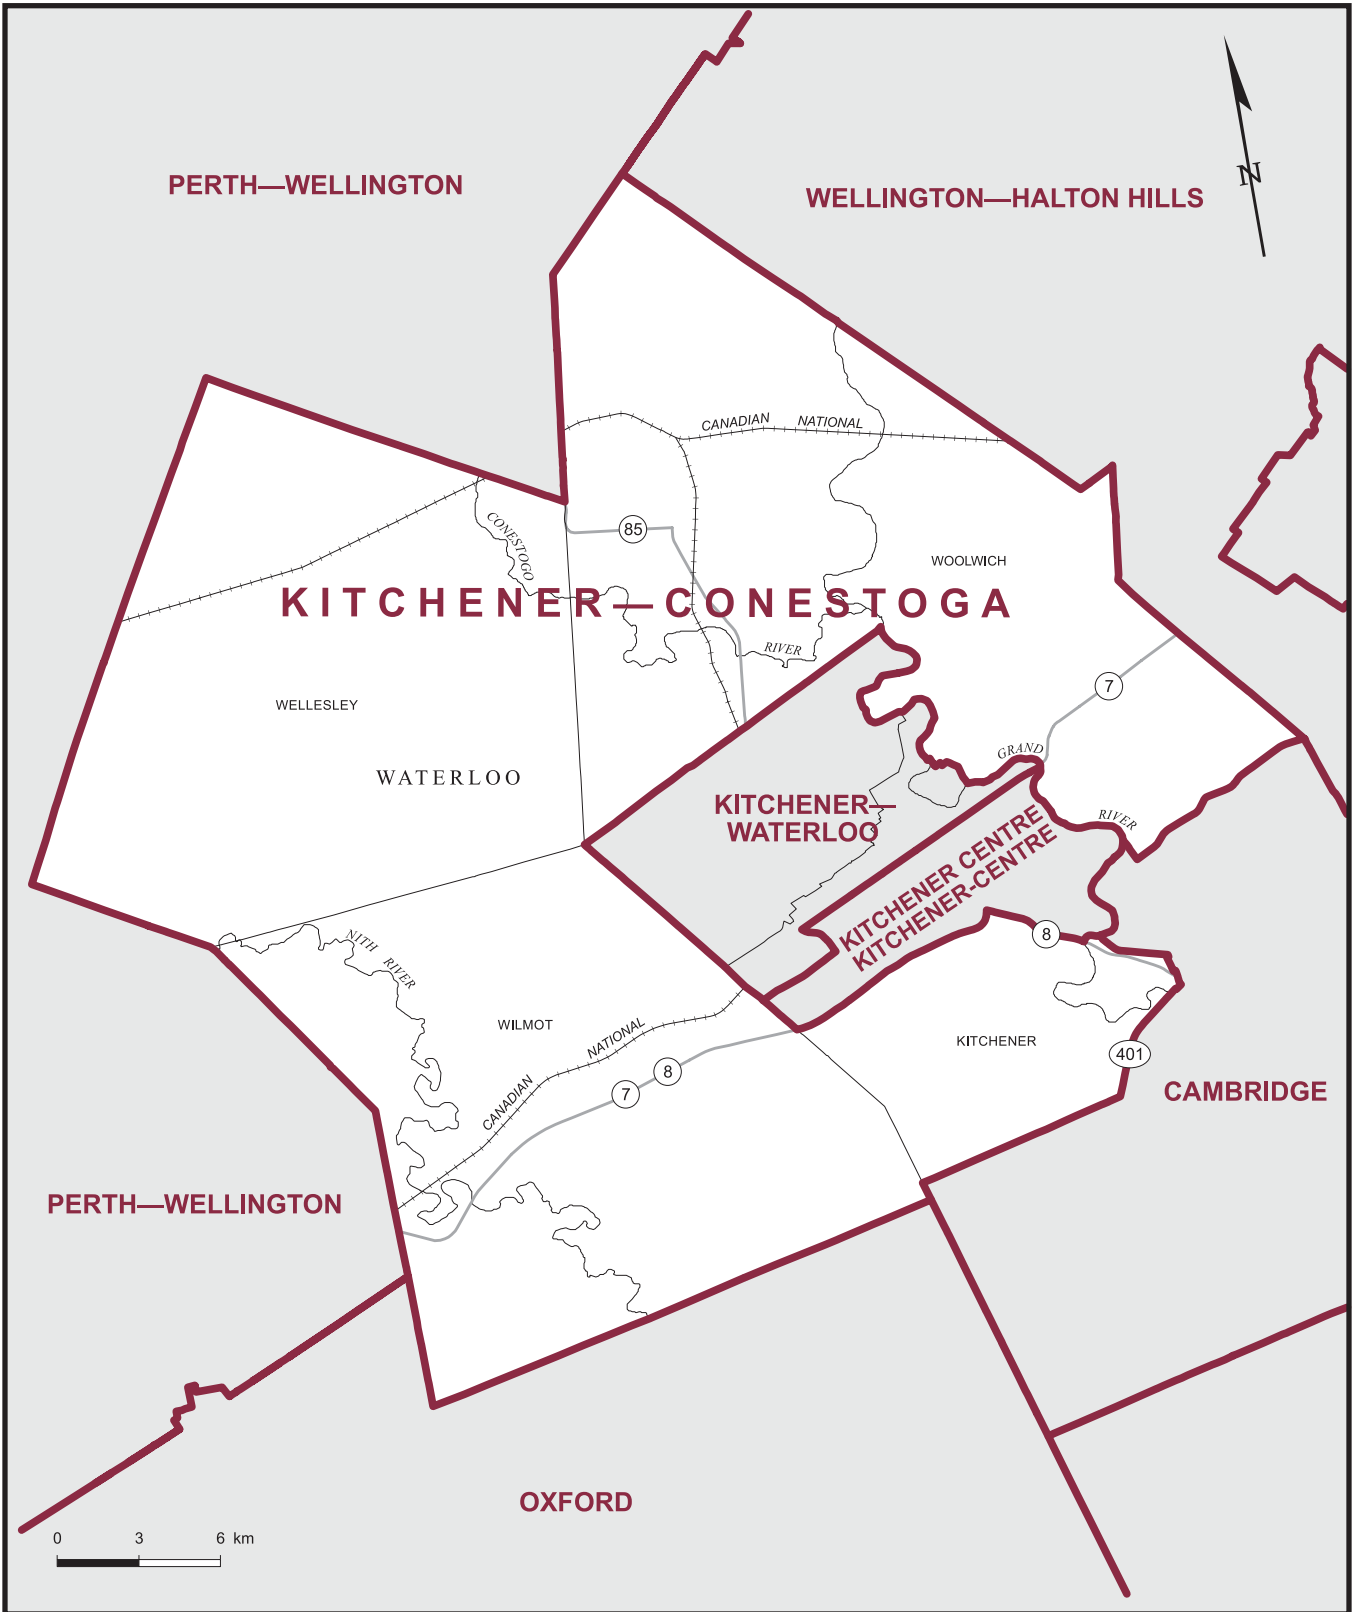 N
PERTH—WELLINGTON
WELLINGTON—HALTON HILLS
CANADIAN NATIONAL
CONESTOGO
85
WOOLWICH
KITCHENER—CONESTOGA
RIVER
7
WELLESLEY
GRAND
WATERLOO
KITCHENER—
WATERLOO
RIVER
KITCHENER CENTRE
KITCHENER-CENTRE
NITH RIVER
8
WILMOT
CANADIAN NATIONAL
KITCHENER
401
8
7
CAMBRIDGE
PERTH—WELLINGTON
OXFORD
0 3 6 km